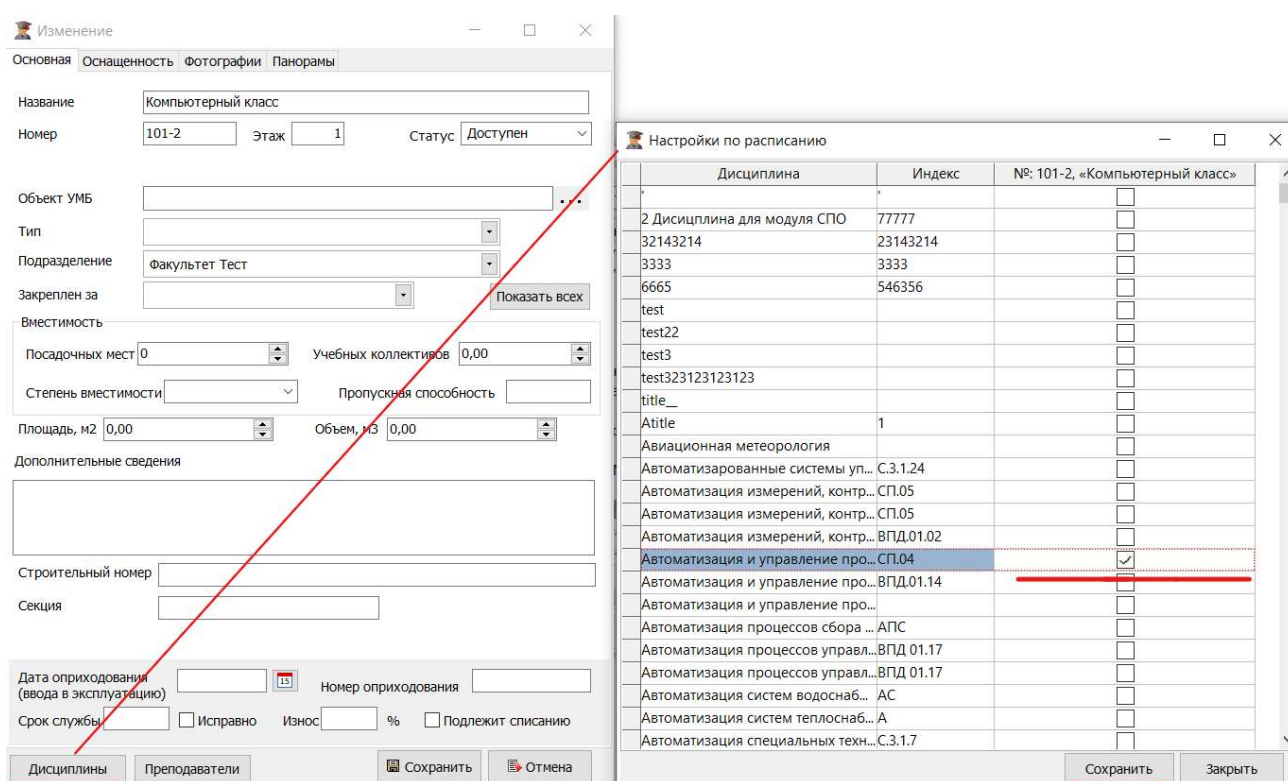 Изменение
Основная Оснащенность Фотографии Панорамы
Название Компьютерный класс
Номер 101-2 Этаж 1 Статус Доступен
Объект УМБ ...
Тип
Подразделение Факультет Тест
Закреплен за Показать всех
Вместимость
Посадочных мест 0 Учебных коллективов 0,00
Степень вместимости Пропускная способность
Площадь, м2 0,00 Объем, м3 0,00
Дополнительные сведения
Строительный номер
Секция
Дата оприходования
(ввода в эксплуатацию) 15 Номер оприходования
Срок службы Исправно Износ % Подлежит списанию
Дисциплины Преподаватели Сохранить Отмена
Настройки по расписанию
Дисциплина Индекс №: 101-2, «Компьютерный класс»
' '
2 Дисицплина для модуля СПО 77777
32143214 23143214
3333 3333
6665 546356
test
test22
test3
test323123123123
title__
Atitle 1
Авиационная метеорология
Автоматизарованные системы уп... С.3.1.24
Автоматизация измерений, контр... СП.05
Автоматизация измерений, контр... СП.05
Автоматизация измерений, контр... ВПД.01.02
Автоматизация и управление про... СП.04
Автоматизация и управление про... ВПД.01.14
Автоматизация и управление про...
Автоматизация процессов сбора ... АПС
Автоматизация процессов управл... ВПД 01.17
Автоматизация процессов управл... ВПД 01.17
Автоматизация систем водоснаб... АС
Автоматизация систем теплоснаб... А
Автоматизация специальных техн... С.3.1.7
Сохранить Закрыть